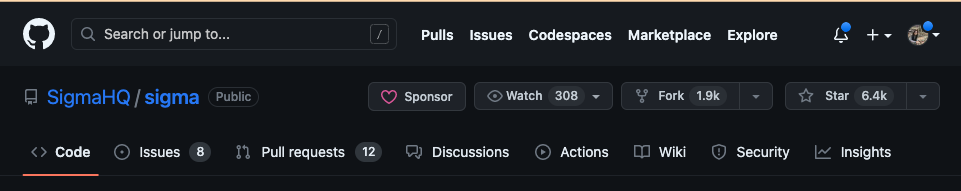 Search or jump to... / Pulls Issues Codespaces Marketplace Explore
SigmaHQ / sigma Public Sponsor Watch 308 Fork 1.9k Star 6.4k
Code Issues 8 Pull requests 12 Discussions Actions Wiki Security Insights